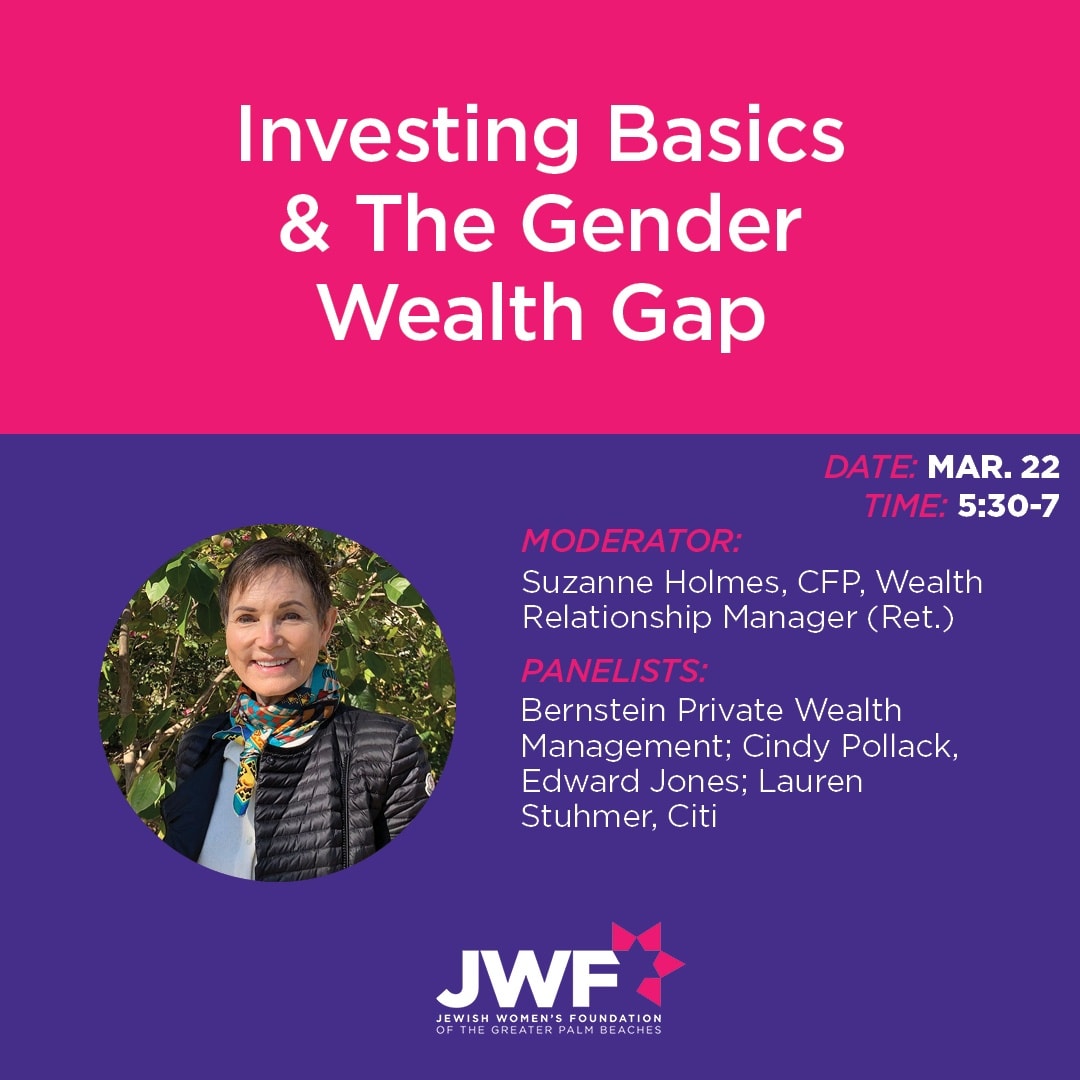 Investing Basics
& The Gender
Wealth Gap
DATE: MAR. 22
TIME: 5:30-7
MODERATOR:
Suzanne Holmes, CFP, Wealth
Relationship Manager (Ret.)
PANELISTS:
Bernstein Private Wealth
Management; Cindy Pollack,
Edward Jones; Lauren
Stuhmer, Citi
JWF
JEWISH WOMEN'S FOUNDATION
OF THE GREATER PALM BEACHES